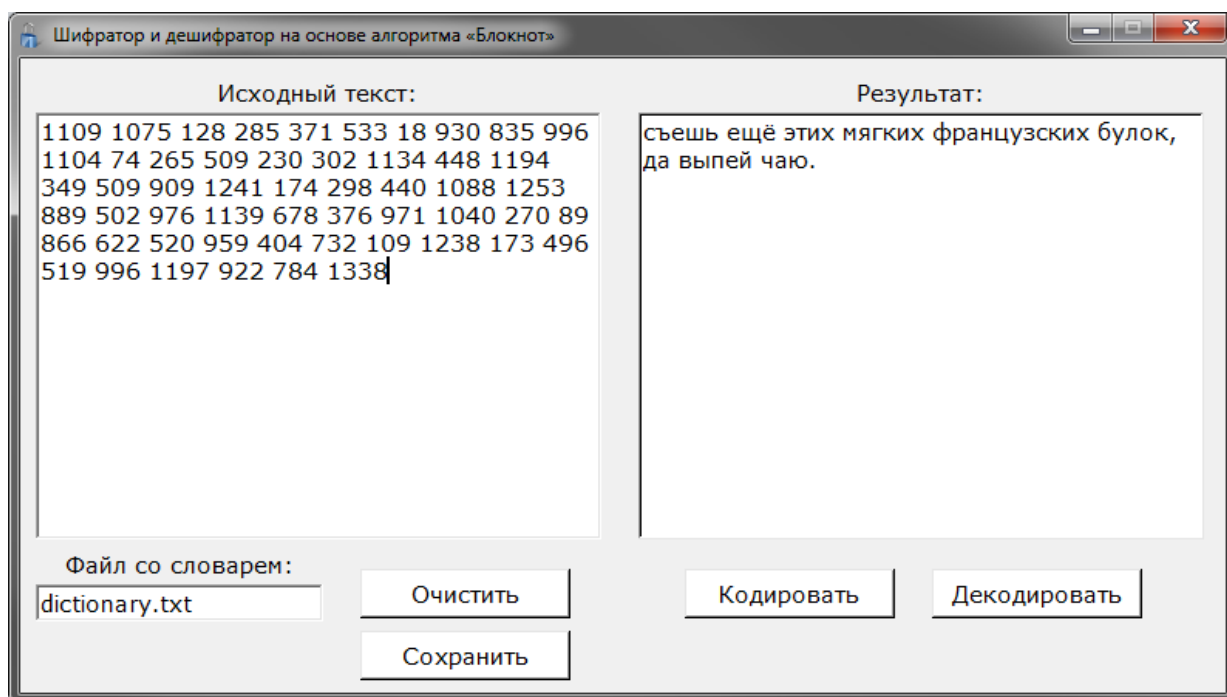 Шифратор и дешифратор на основе алгоритма «Блокнот»
Исходный текст:
1109 1075 128 285 371 533 18 930 835 996
1104 74 265 509 230 302 1134 448 1194
349 509 909 1241 174 298 440 1088 1253
889 502 976 1139 678 376 971 1040 270 89
866 622 520 959 404 732 109 1238 173 496
519 996 1197 922 784 1338
Результат:
съешь ещё этих мягких французских булок,
да выпей чаю.
Файл со словарем:
dictionary.txt
Очистить
Сохранить
Кодировать
Декодировать